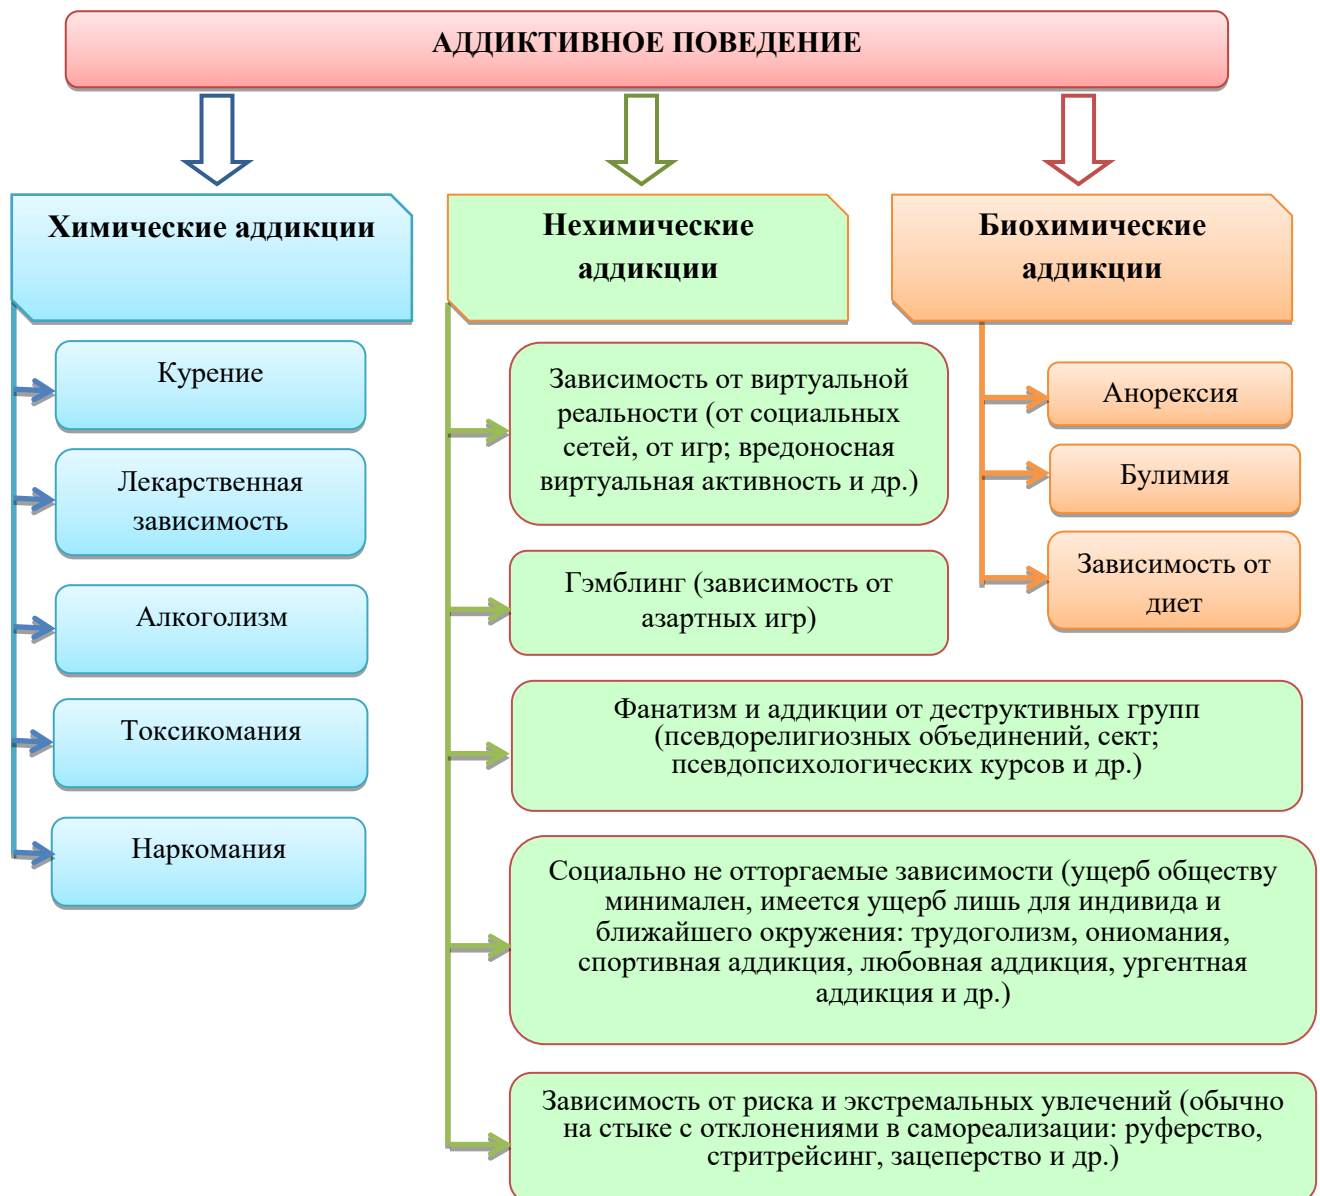 АДДИКТИВНОЕ ПОВЕДЕНИЕ
Химические аддикции
Курение
Лекарственная
зависимость
Алкоголизм
Токсикомания
Наркомания
Нехимические
аддикции
Зависимость от виртуальной
реальности (от социальных
сетей, от игр; вредоносная
виртуальная активность и др.)
Гэмблинг (зависимость от
азартных игр)
Фанатизм и аддикции от деструктивных групп
(псевдорелигиозных объединений, сект;
псевдопсихологических курсов и др.)
Социально не отторгаемые зависимости (ущерб обществу
минимален, имеется ущерб лишь для индивида и
ближайшего окружения: трудоголизм, ониомания,
спортивная аддикция, любовная аддикция, ургентная
аддикция и др.)
Зависимость от риска и экстремальных увлечений (обычно
на стыке с отклонениями в самореализации: руферство,
стритрейсинг, зацеперство и др.)
Биохимические
аддикции
Анорексия
Булимия
Зависимость от
диет